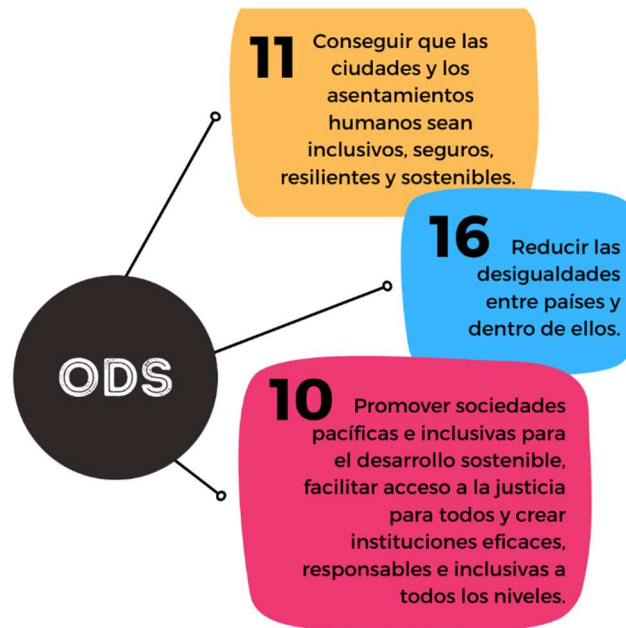 11 Conseguir que las
ciudades y los
asentamientos
humanos sean
inclusivos, seguros,
resilientes y sostenibles.
16 Reducir las
desigualdades
entre países y
dentro de ellos.
ODS
10 Promover sociedades
pacíficas e inclusivas para
el desarrollo sostenible,
facilitar acceso a la justicia
para todos y crear
instituciones eficaces,
responsables e inclusivas a
todos los niveles.